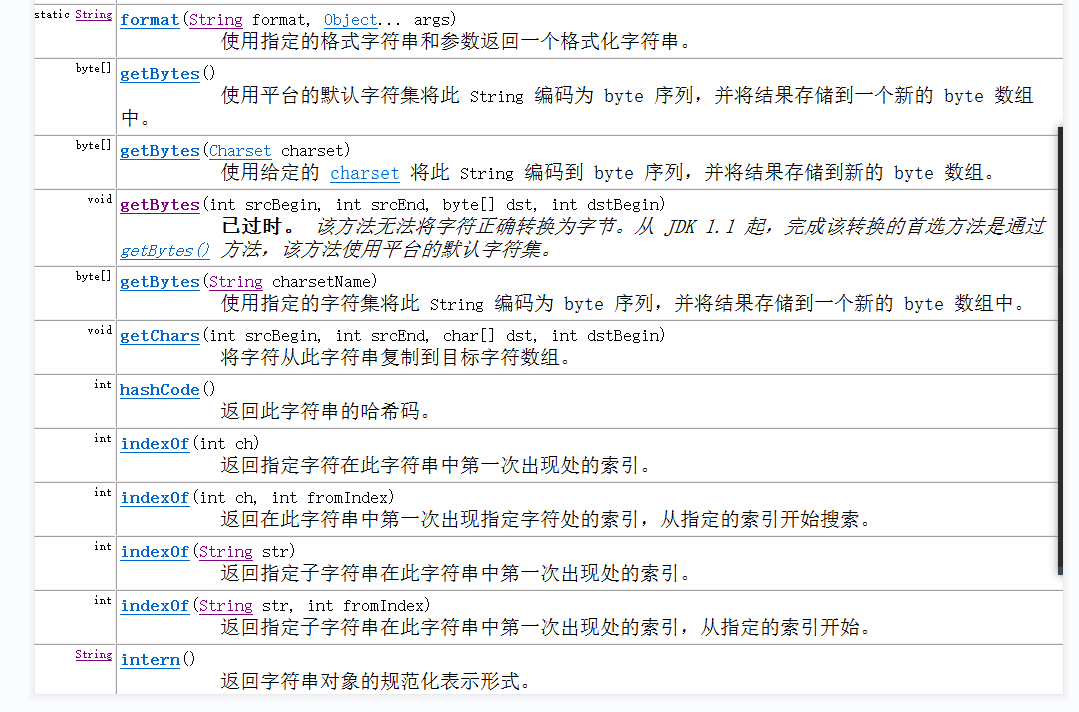 static String format(String format, Object... args)
使用指定的格式字符串和参数返回一个格式化字符串。
byte[] getBytes()
使用平台的默认字符集将此 String 编码为 byte 序列，并将结果存储到一个新的 byte 数组
中。
byte[] getBytes(Charset charset)
使用给定的 charset 将此 String 编码到 byte 序列，并将结果存储到新的 byte 数组。
void getBytes(int srcBegin, int srcEnd, byte[] dst, int dstBegin)
已过时。 该方法无法将字符正确转换为字节。从 JDK 1.1 起，完成该转换的首选方法是通过
getBytes() 方法，该方法使用平台的默认字符集。
byte[] getBytes(String charsetName)
使用指定的字符集将此 String 编码为 byte 序列，并将结果存储到一个新的 byte 数组中。
void getChars(int srcBegin, int srcEnd, char[] dst, int dstBegin)
将字符从此字符串复制到目标字符数组。
int hashCode()
返回此字符串的哈希码。
int indexOf(int ch)
返回指定字符在此字符串中第一次出现处的索引。
int indexOf(int ch, int fromIndex)
返回在此字符串中第一次出现指定字符处的索引，从指定的索引开始搜索。
int indexOf(String str)
返回指定子字符串在此字符串中第一次出现处的索引。
int indexOf(String str, int fromIndex)
返回指定子字符串在此字符串中第一次出现处的索引，从指定的索引开始。
String intern()
返回字符串对象的规范化表示形式。